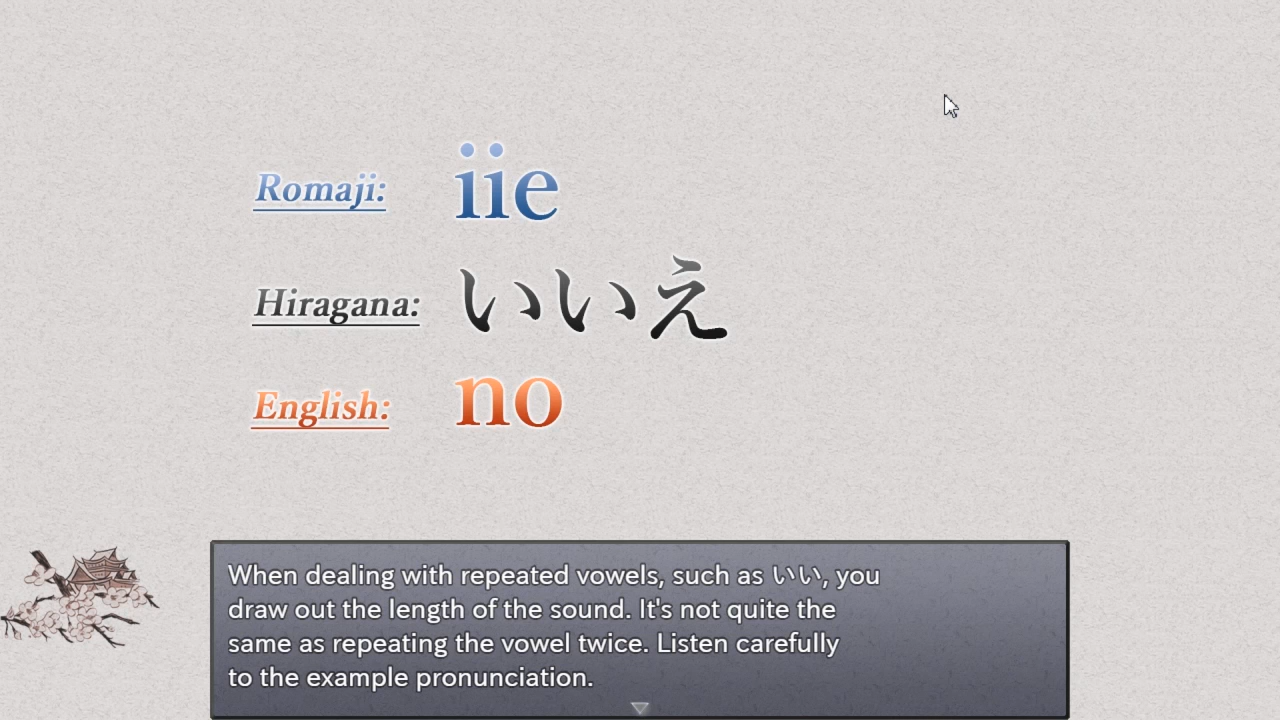 Romaji: iie
Hiragana: いいえ
English: no
When dealing with repeated vowels, such as いい, you
draw out the length of the sound. It's not quite the
same as repeating the vowel twice. Listen carefully
to the example pronunciation.